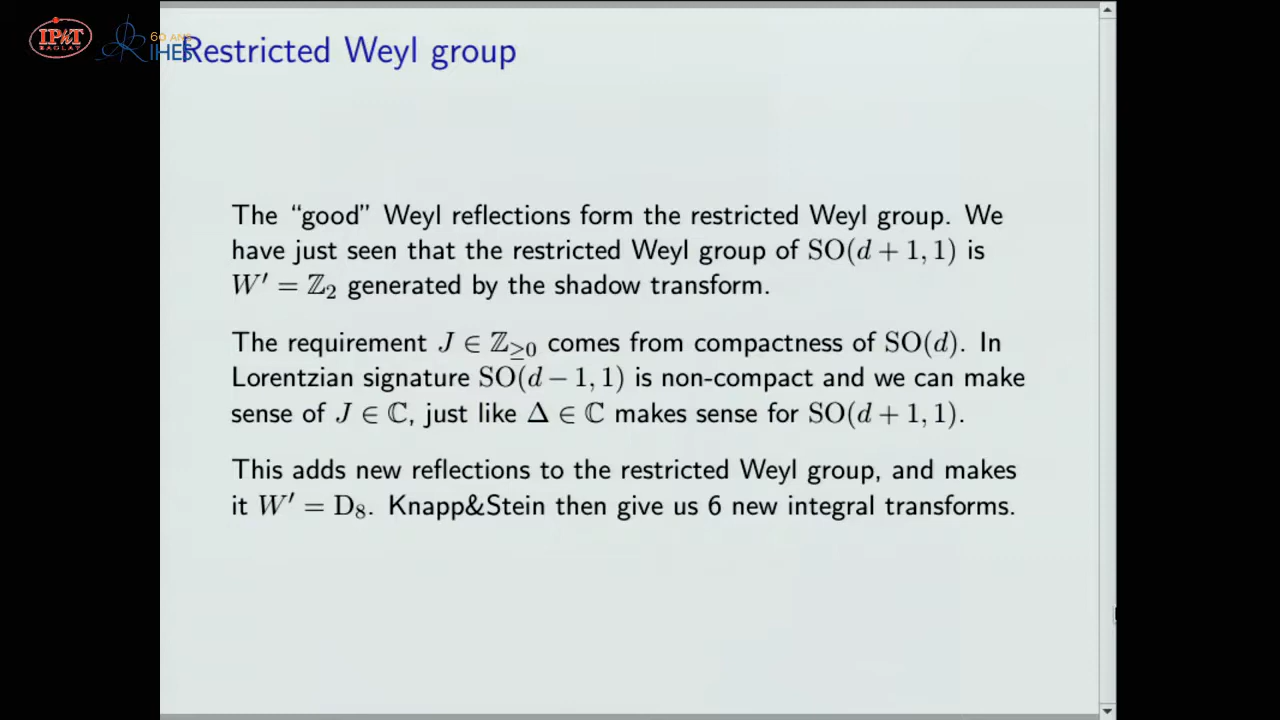 IPhT
SACLAY
60 ANS
IHES
Restricted Weyl group
The “good” Weyl reflections form the restricted Weyl group. We
have just seen that the restricted Weyl group of SO(d + 1, 1) is
W′ = ℤ₂ generated by the shadow transform.
The requirement J ∈ ℤ≥0 comes from compactness of SO(d). In
Lorentzian signature SO(d − 1, 1) is non-compact and we can make
sense of J ∈ ℂ, just like Δ ∈ ℂ makes sense for SO(d + 1, 1).
This adds new reflections to the restricted Weyl group, and makes
it W′ = D₈. Knapp&Stein then give us 6 new integral transforms.